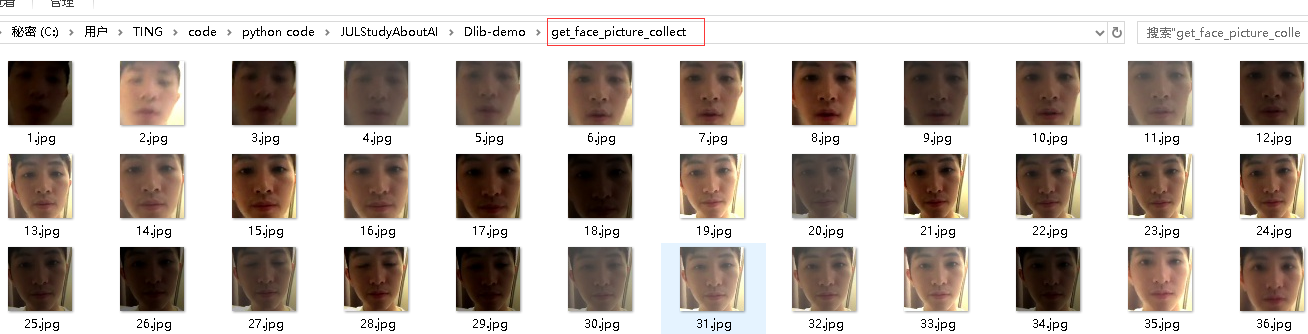 管理
秘密 (C:) > 用户 > TING > code > python code > JULStudyAboutAI > Dlib-demo > get_face_picture_collect
搜索"get_face_picture_colle
1.jpg 2.jpg 3.jpg 4.jpg 5.jpg 6.jpg 7.jpg 8.jpg 9.jpg 10.jpg 11.jpg 12.jpg
13.jpg 14.jpg 15.jpg 16.jpg 17.jpg 18.jpg 19.jpg 20.jpg 21.jpg 22.jpg 23.jpg 24.jpg
25.jpg 26.jpg 27.jpg 28.jpg 29.jpg 30.jpg 31.jpg 32.jpg 33.jpg 34.jpg 35.jpg 36.jpg